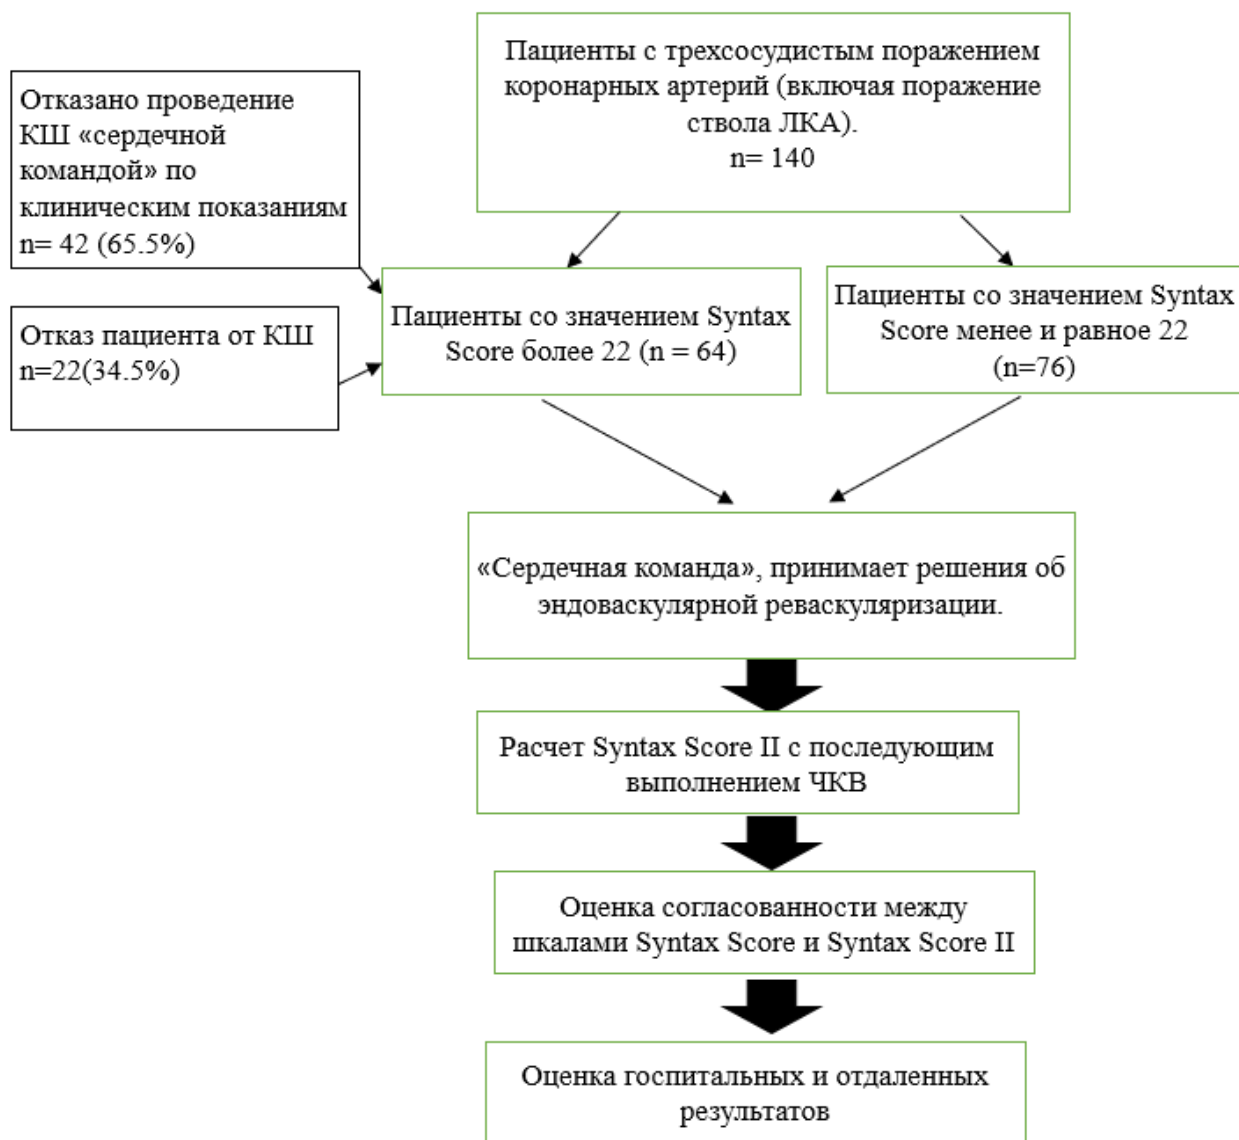 Пациенты с трехсосудистым поражением
коронарных артерий (включая поражение
ствола ЛКА).
n= 140
Отказано проведение
КШ «сердечной
командой» по
клиническим показаниям
n= 42 (65.5%)
Отказ пациента от КШ
n=22(34.5%)
Пациенты со значением Syntax
Score более 22 (n = 64)
Пациенты со значением Syntax
Score менее и равное 22
(n=76)
«Сердечная команда», принимает решения об
эндоваскулярной реваскуляризации.
Расчет Syntax Score II с последующим
выполнением ЧКВ
Оценка согласованности между
шкалами Syntax Score и Syntax Score II
Оценка госпитальных и отдаленных
результатов